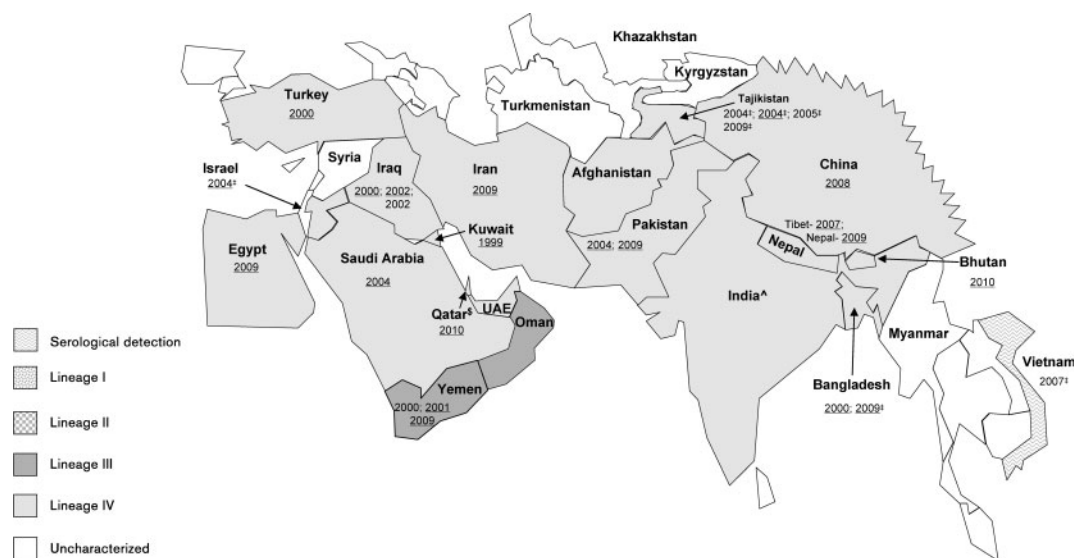 Khazakhstan
Kyrgyzstan
Turkey
2000
Turkmenistan
Tajikistan
2004‡; 2004‡; 2005‡
2009‡
Syria
Israel
2004‡
Iraq
2000; 2002;
2002
Iran
2009
Afghanistan
China
2008
Pakistan
2004; 2009
Kuwait
1999
Egypt
2009
Saudi Arabia
2004
Tibet- 2007;
Nepal- 2009
Nepal
Bhutan
2010
India^
UAE
Qatar$
2010
Oman
Myanmar
Vietnam
2007‡
Bangladesh
2000; 2009‡
Yemen
2000; 2001
2009
Serological detection
Lineage I
Lineage II
Lineage III
Lineage IV
Uncharacterized